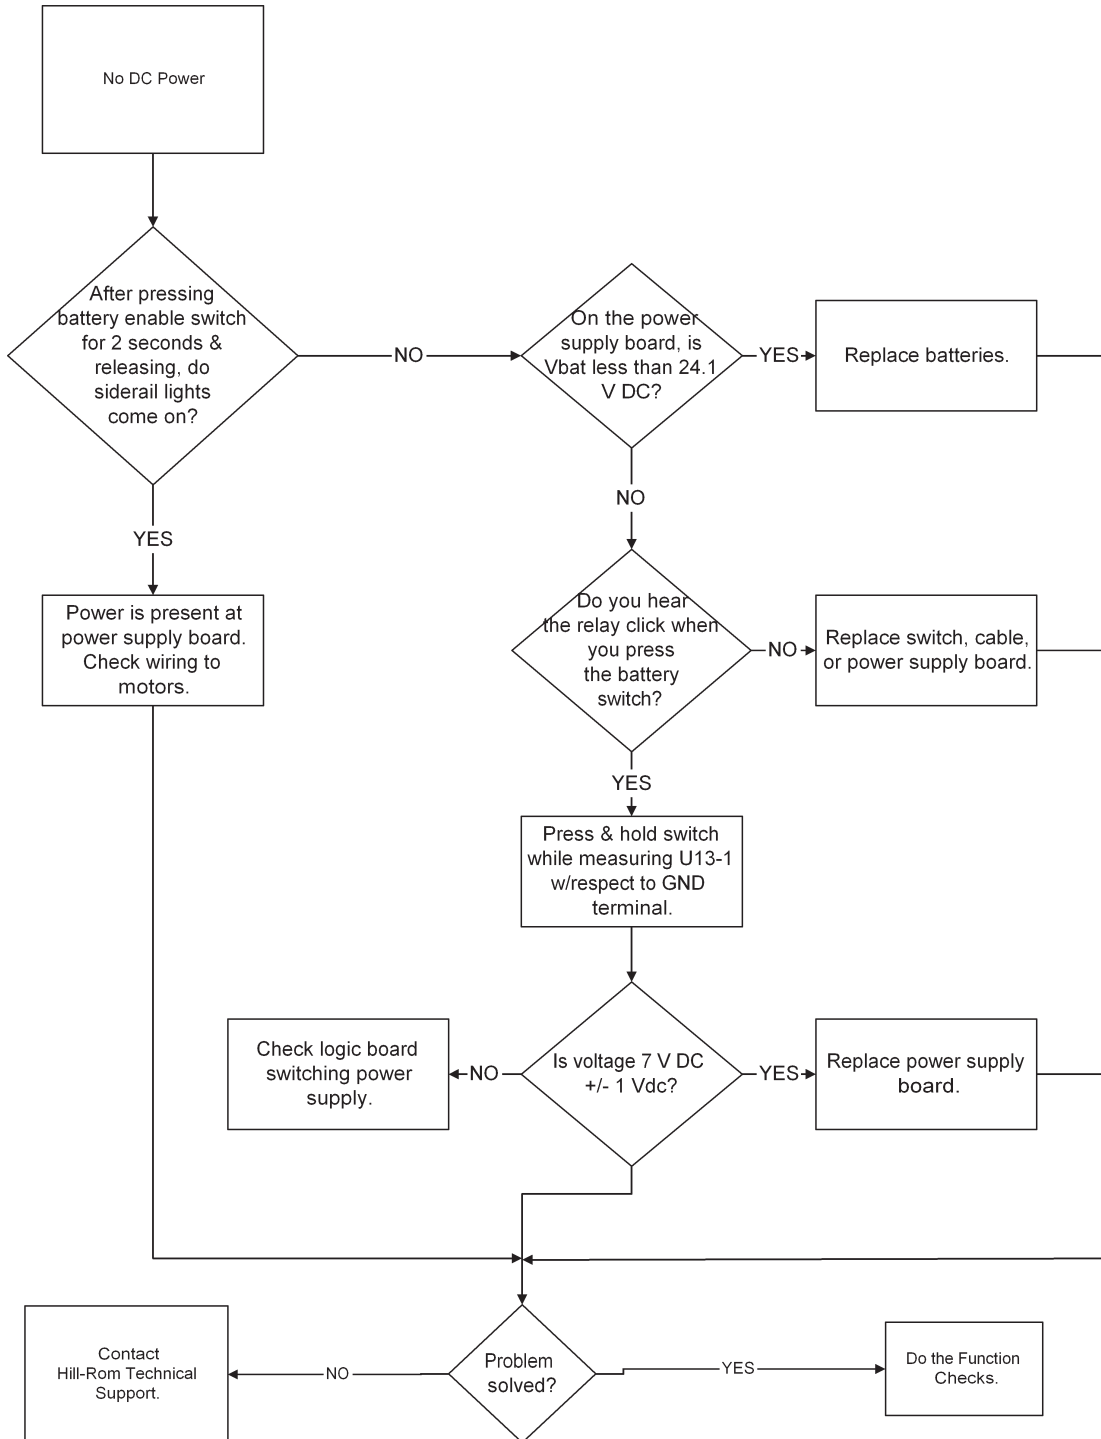 No DC Power
After pressing
battery enable switch
for 2 seconds &
releasing, do
siderail lights
come on?
NO
On the power
supply board, is
Vbat less than 24.1
V DC?
YES
Replace batteries.
NO
YES
Power is present at
power supply board.
Check wiring to
motors.
Do you hear
the relay click when
you press
the battery
switch?
NO
Replace switch, cable,
or power supply board.
YES
Press & hold switch
while measuring U13-1
w/respect to GND
terminal.
Check logic board
switching power
supply.
NO
Is voltage 7 V DC
+/- 1 Vdc?
YES
Replace power supply
board.
Contact
Hill-Rom Technical
Support.
NO
Problem
solved?
YES
Do the Function
Checks.